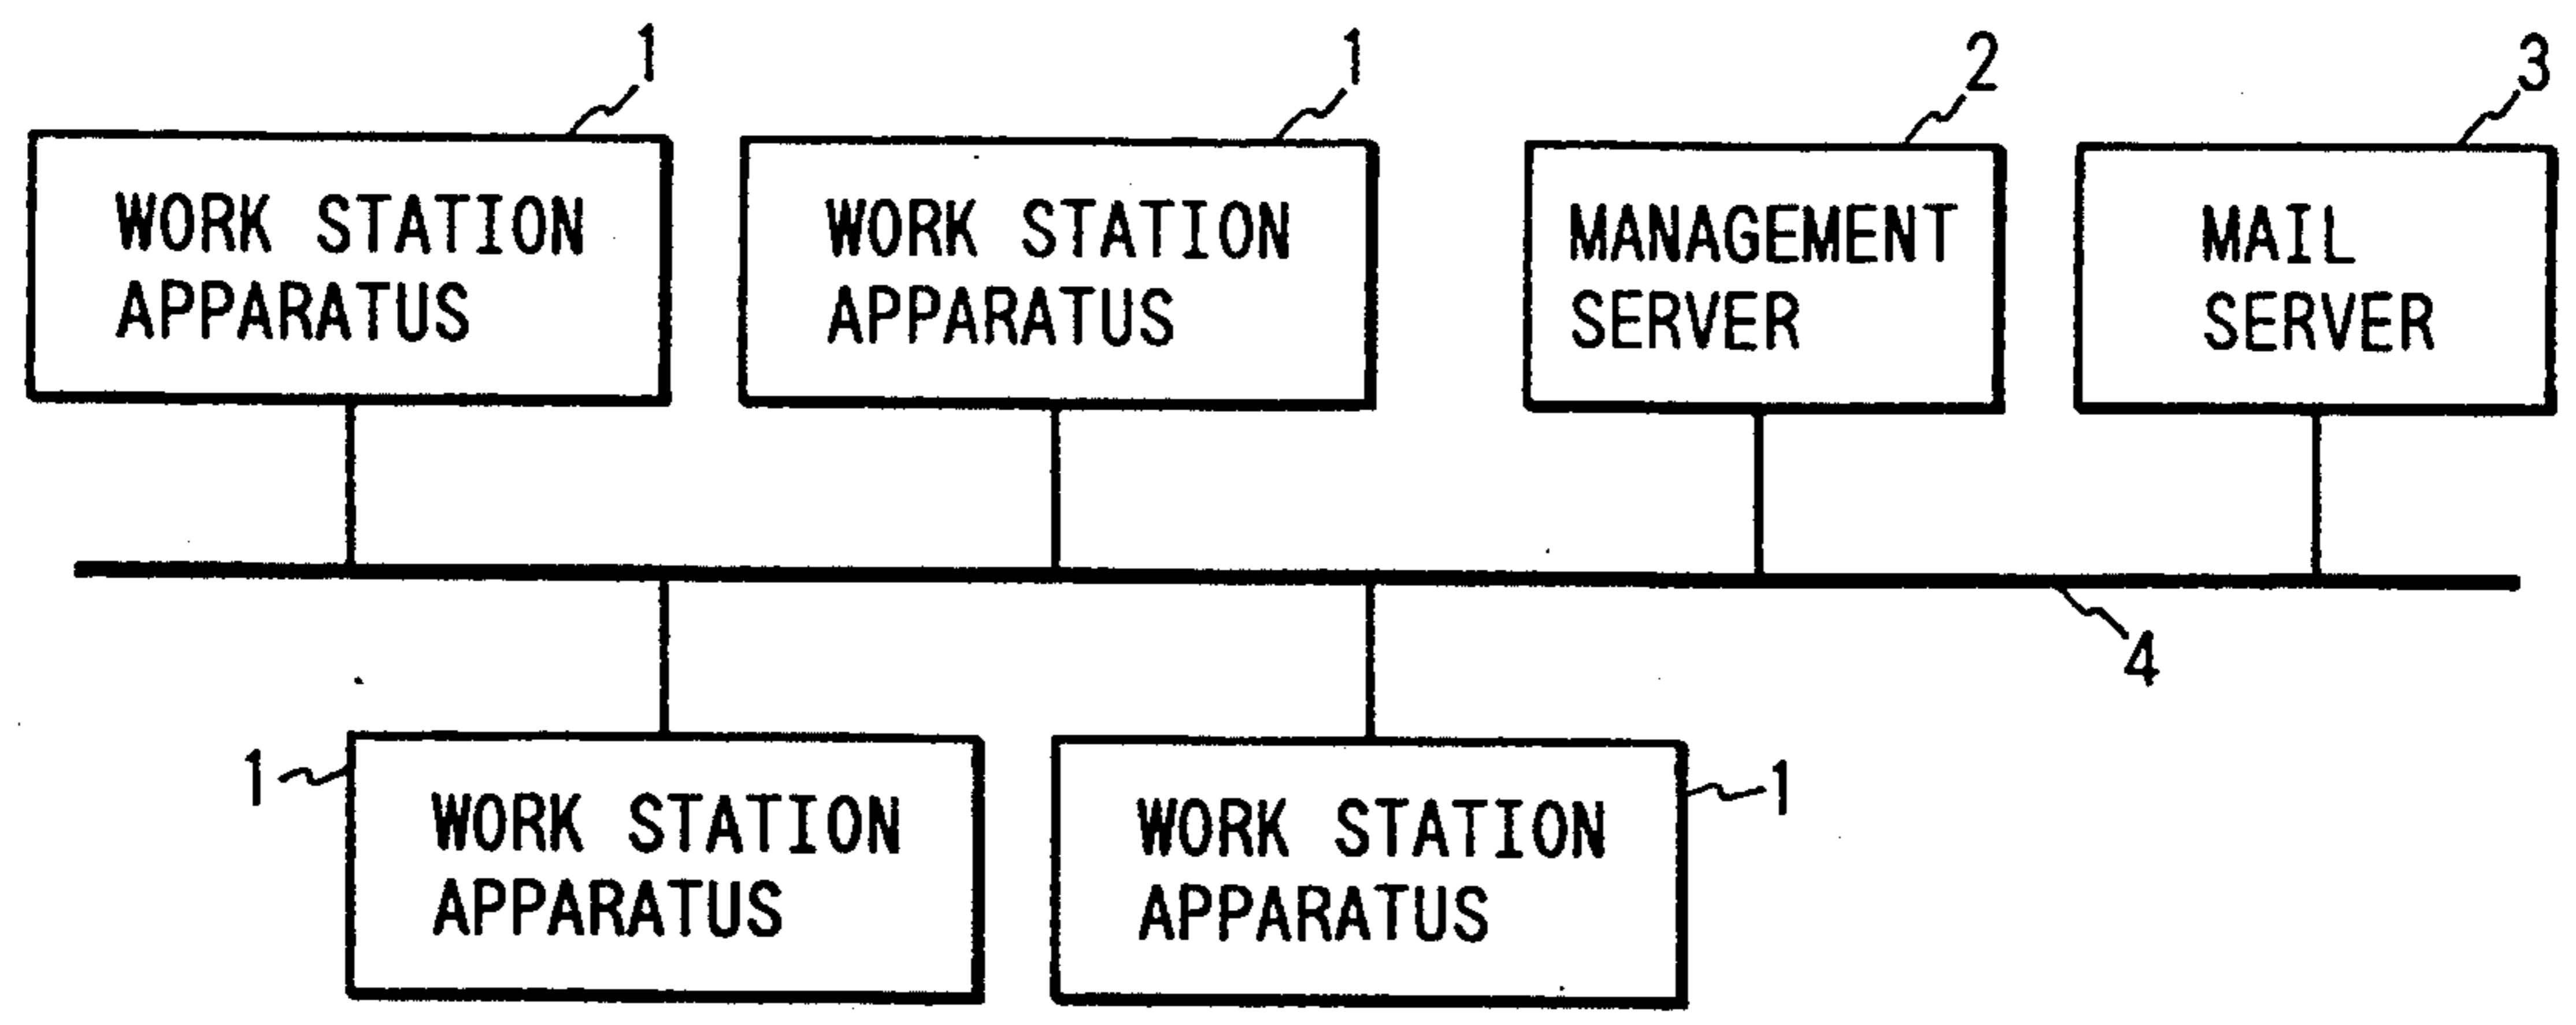 1
1
2
3
WORK STATION
APPARATUS
WORK STATION
APPARATUS
MANAGEMENT
SERVER
MAIL
SERVER
4
1
WORK STATION
APPARATUS
WORK STATION
APPARATUS
1